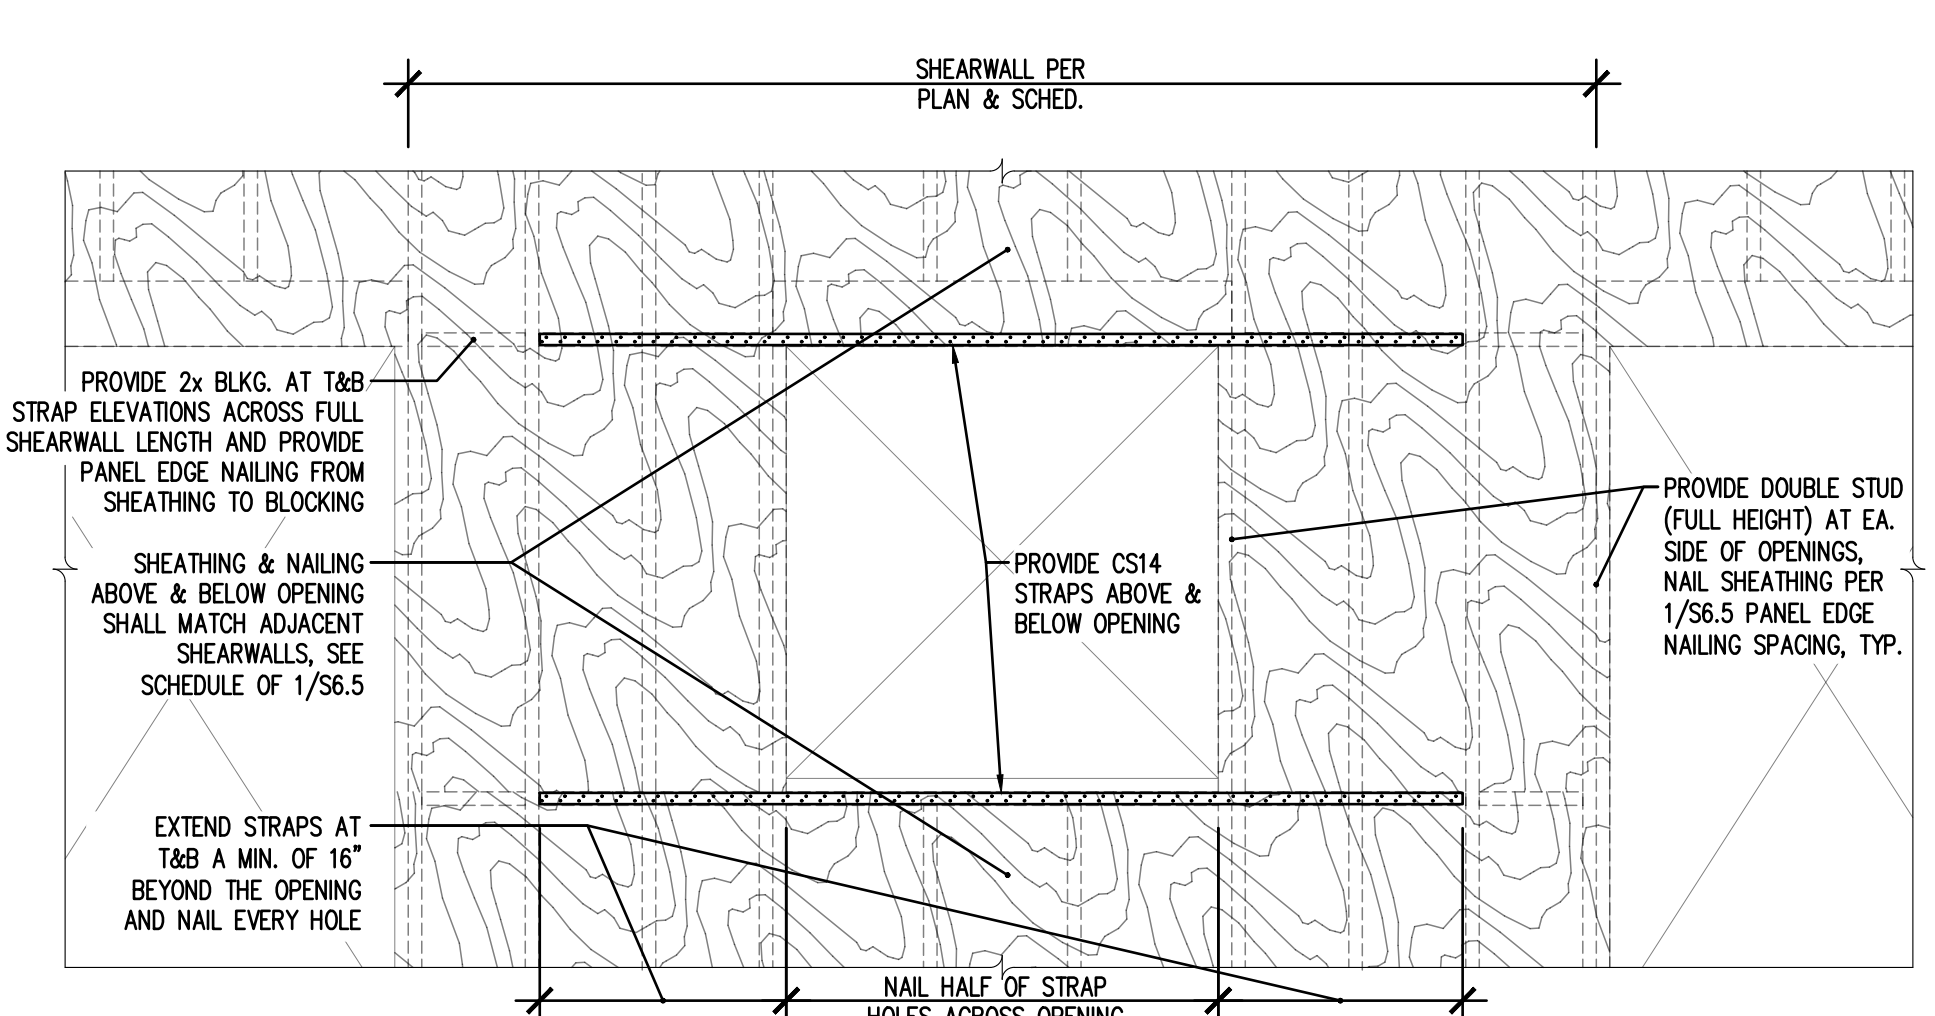 SHEARWALL PER
PLAN & SCHED.
PROVIDE 2x BLKG. AT T&B
STRAP ELEVATIONS ACROSS FULL
SHEARWALL LENGTH AND PROVIDE
PANEL EDGE NAILING FROM
SHEATHING TO BLOCKING
SHEATHING & NAILING
ABOVE & BELOW OPENING
SHALL MATCH ADJACENT
SHEARWALLS, SEE
SCHEDULE OF 1/S6.5
PROVIDE CS14
STRAPS ABOVE &
BELOW OPENING
PROVIDE DOUBLE STUD
(FULL HEIGHT) AT EA.
SIDE OF OPENINGS,
NAIL SHEATHING PER
1/S6.5 PANEL EDGE
NAILING SPACING, TYP.
EXTEND STRAPS AT
T&B A MIN. OF 16”
BEYOND THE OPENING
AND NAIL EVERY HOLE
NAIL HALF OF STRAP
HOLES ACROSS OPENING